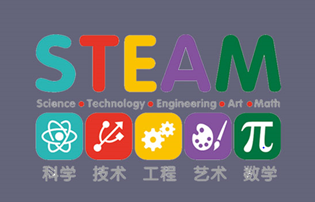 STEAM
Science • Technology • Engineering • Art • Math
π
科学 技术 工程 艺术 数学